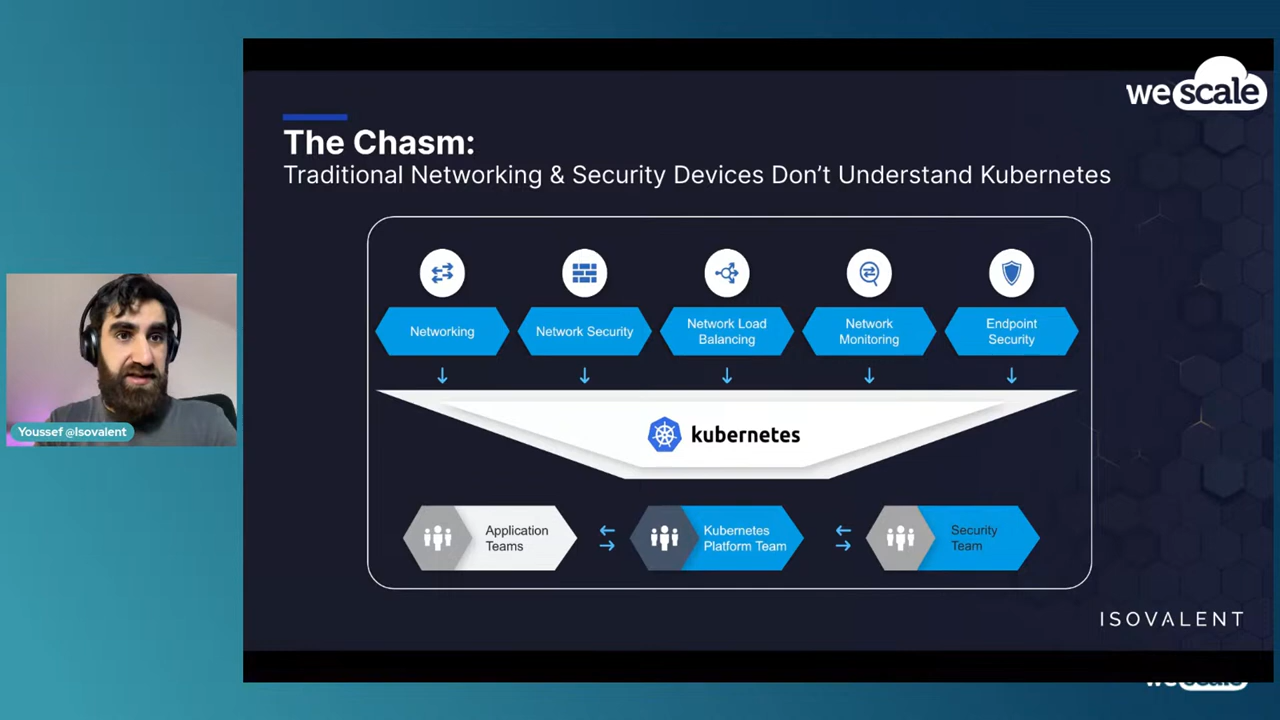 we scale
The Chasm:
Traditional Networking & Security Devices Don't Understand Kubernetes
Networking
Network Security
Network Load
Balancing
Network
Monitoring
Endpoint
Security
kubernetes
Application
Teams
Kubernetes
Platform Team
Security
Team
Youssef @Isovalent
ISOVALENT